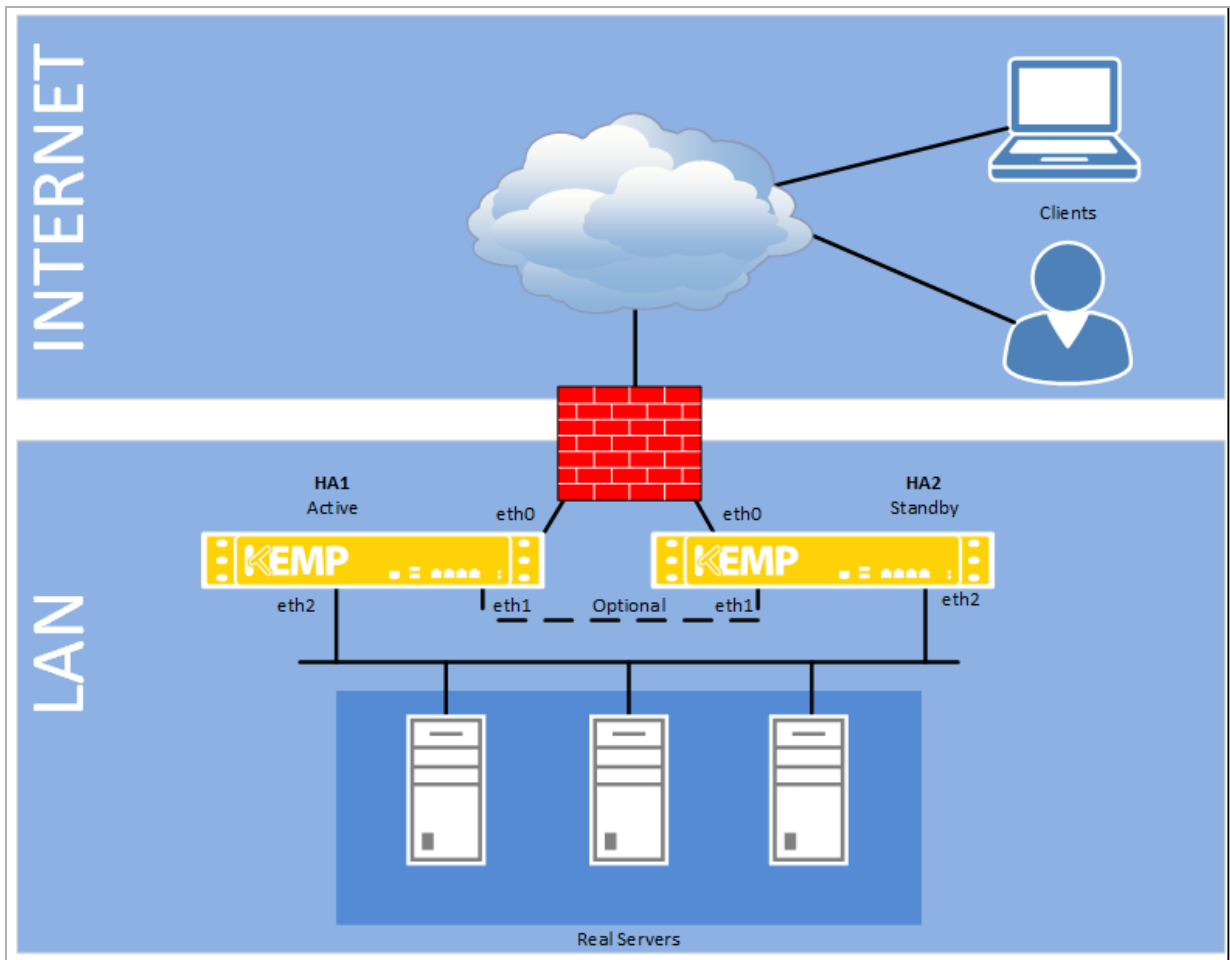 INTERNET
Clients
LAN
HA1
Active
HA2
Standby
eth0
eth0
KEMP
KEMP
eth2
eth1
Optional
eth1
eth2
Real Servers